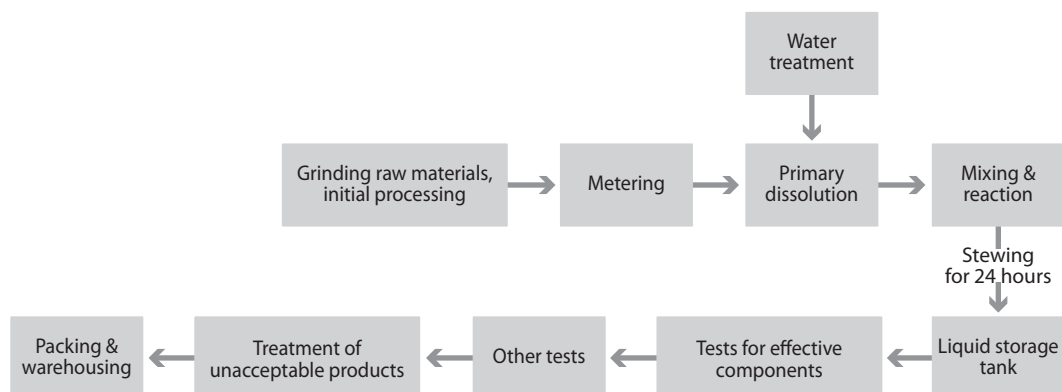 Water
treatment
Grinding raw materials,
initial processing
Metering
Primary
dissolution
Mixing &
reaction
Stewing
for 24 hours
Packing &
warehousing
Treatment of
unacceptable products
Other tests
Tests for effective
components
Liquid storage
tank